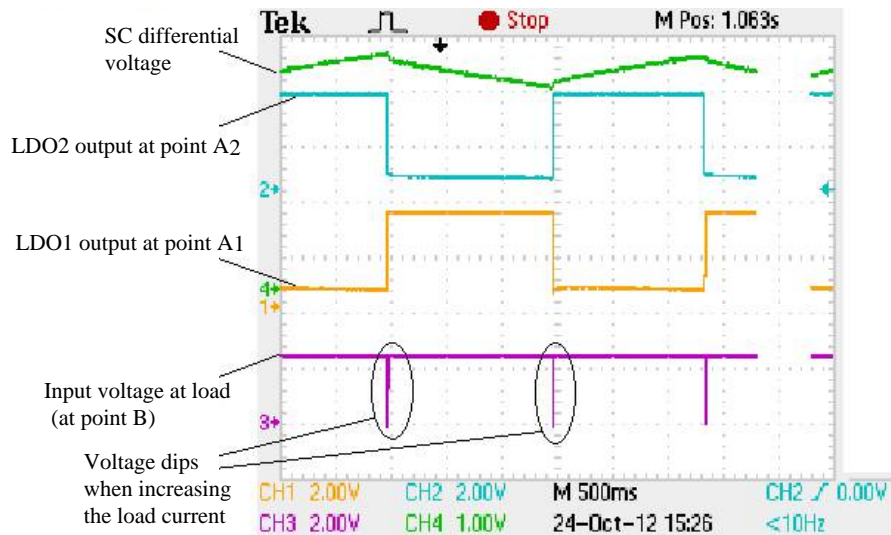 Tek Stop M Pos: 1.063s
SC differential
voltage
LDO2 output at point A2
2
LDO1 output at point A1
4
1
Input voltage at load
(at point B)
3
Voltage dips
when increasing
the load current
CH1 2.00V CH2 2.00V M 500ms CH2 0.00V
CH3 2.00V CH4 1.00V 24-Oct-12 15:26 <10Hz